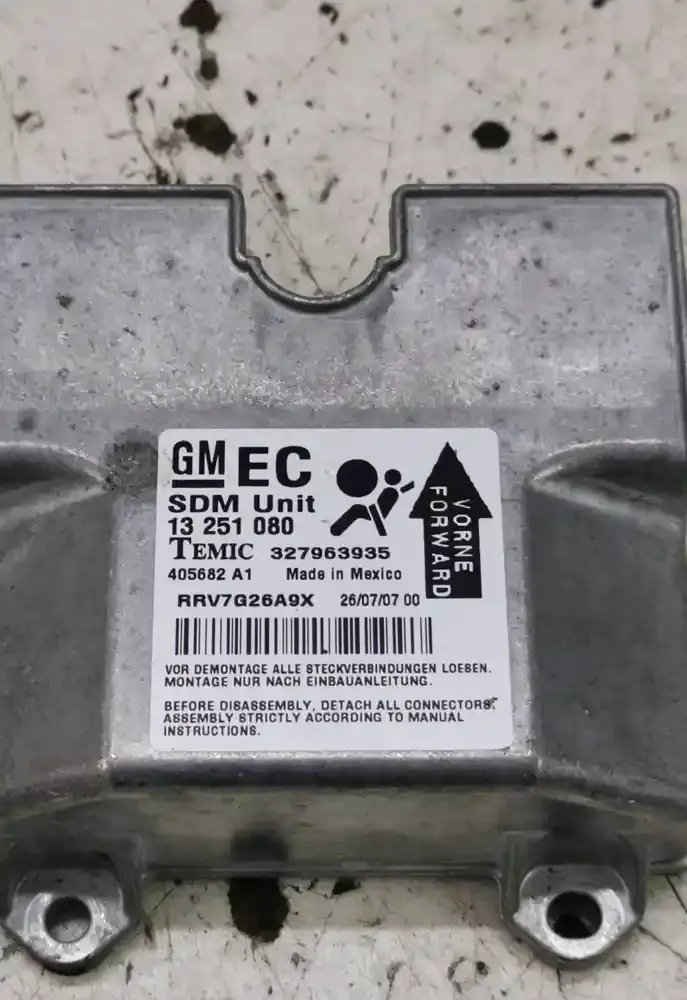 GM EC
SDM Unit
13 251 080
TEMIC 327963935
405682 A1 Made in Mexico
RRV7G26A9X 26/07/07 00
VORNE
FORWARD
VOR DEMONTAGE ALLE STECKVERBINDUNGEN LOESEN.
MONTAGE NUR NACH EINBAUANLEITUNG.
BEFORE DISASSEMBLY, DETACH ALL CONNECTORS.
ASSEMBLY STRICTLY ACCORDING TO MANUAL
INSTRUCTIONS.